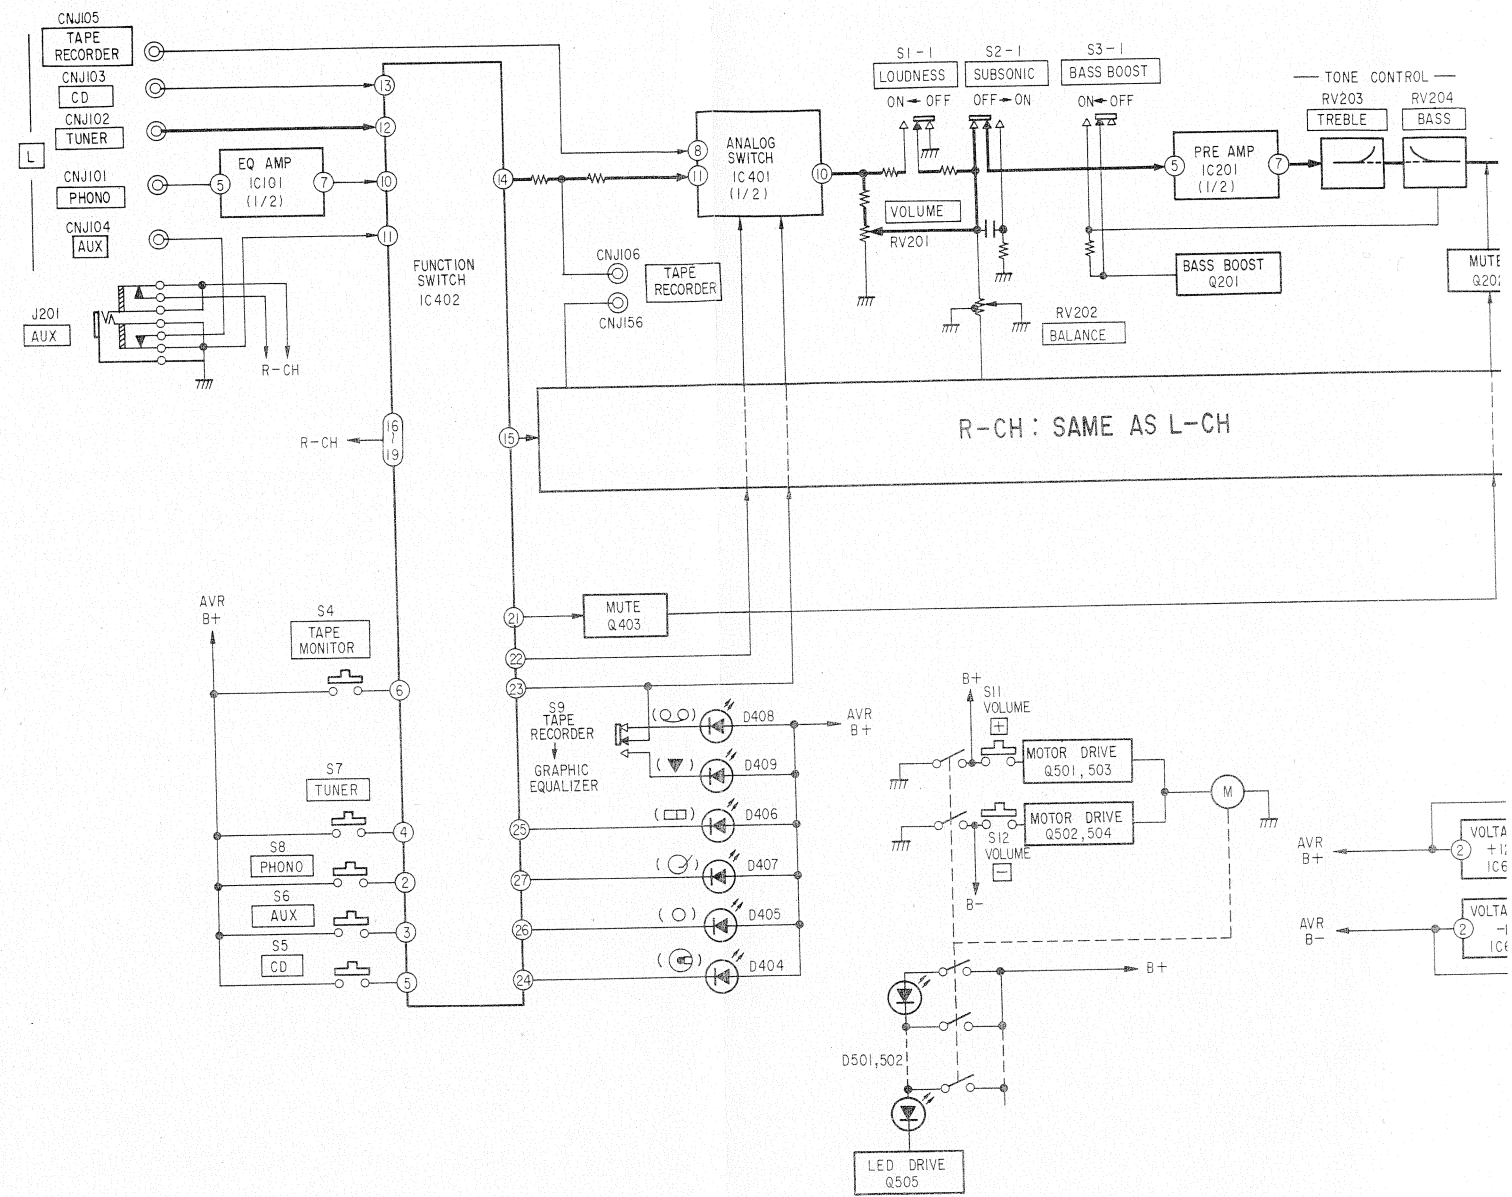 CNJ105
TAPE
RECORDER
CNJ103
CD
CNJ102
TUNER
L
CNJ101
PHONO
CNJ104
AUX
J201
AUX
EQ AMP
IC101
(1/2)
5
7
13
12
10
11
14
R-CH
FUNCTION
SWITCH
IC402
R-CH
16
~
19
15
CNJ106
TAPE
RECORDER
CNJ156
8
11
ANALOG
SWITCH
IC401
(1/2)
10
S1-1
LOUDNESS
ON ← OFF
S2-1
SUBSONIC
OFF → ON
S3-1
BASS BOOST
ON ← OFF
VOLUME
RV201
RV202
BALANCE
BASS BOOST
Q201
5
PRE AMP
IC201
(1/2)
7
TONE CONTROL
RV203
TREBLE
RV204
BASS
MUTE
R-CH : SAME AS L-CH
AVR
B+
S4
TAPE
MONITOR
6
S7
TUNER
4
S8
PHONO
2
S6
AUX
3
S5
CD
5
21
MUTE
Q403
22
23
S9
TAPE
RECORDER
↓
GRAPHIC
EQUALIZER
D408
AVR
B+
D409
25
D406
27
D407
26
D405
24
D404
B+
S11
VOLUME
+
MOTOR DRIVE
Q501, 503
M
MOTOR DRIVE
Q502, 504
S12
VOLUME
−
B-
B+
D501,502
LED DRIVE
Q505
AVR
B+
2
VOLTA
+12
IC6
AVR
B-
2
VOLTA
IC6